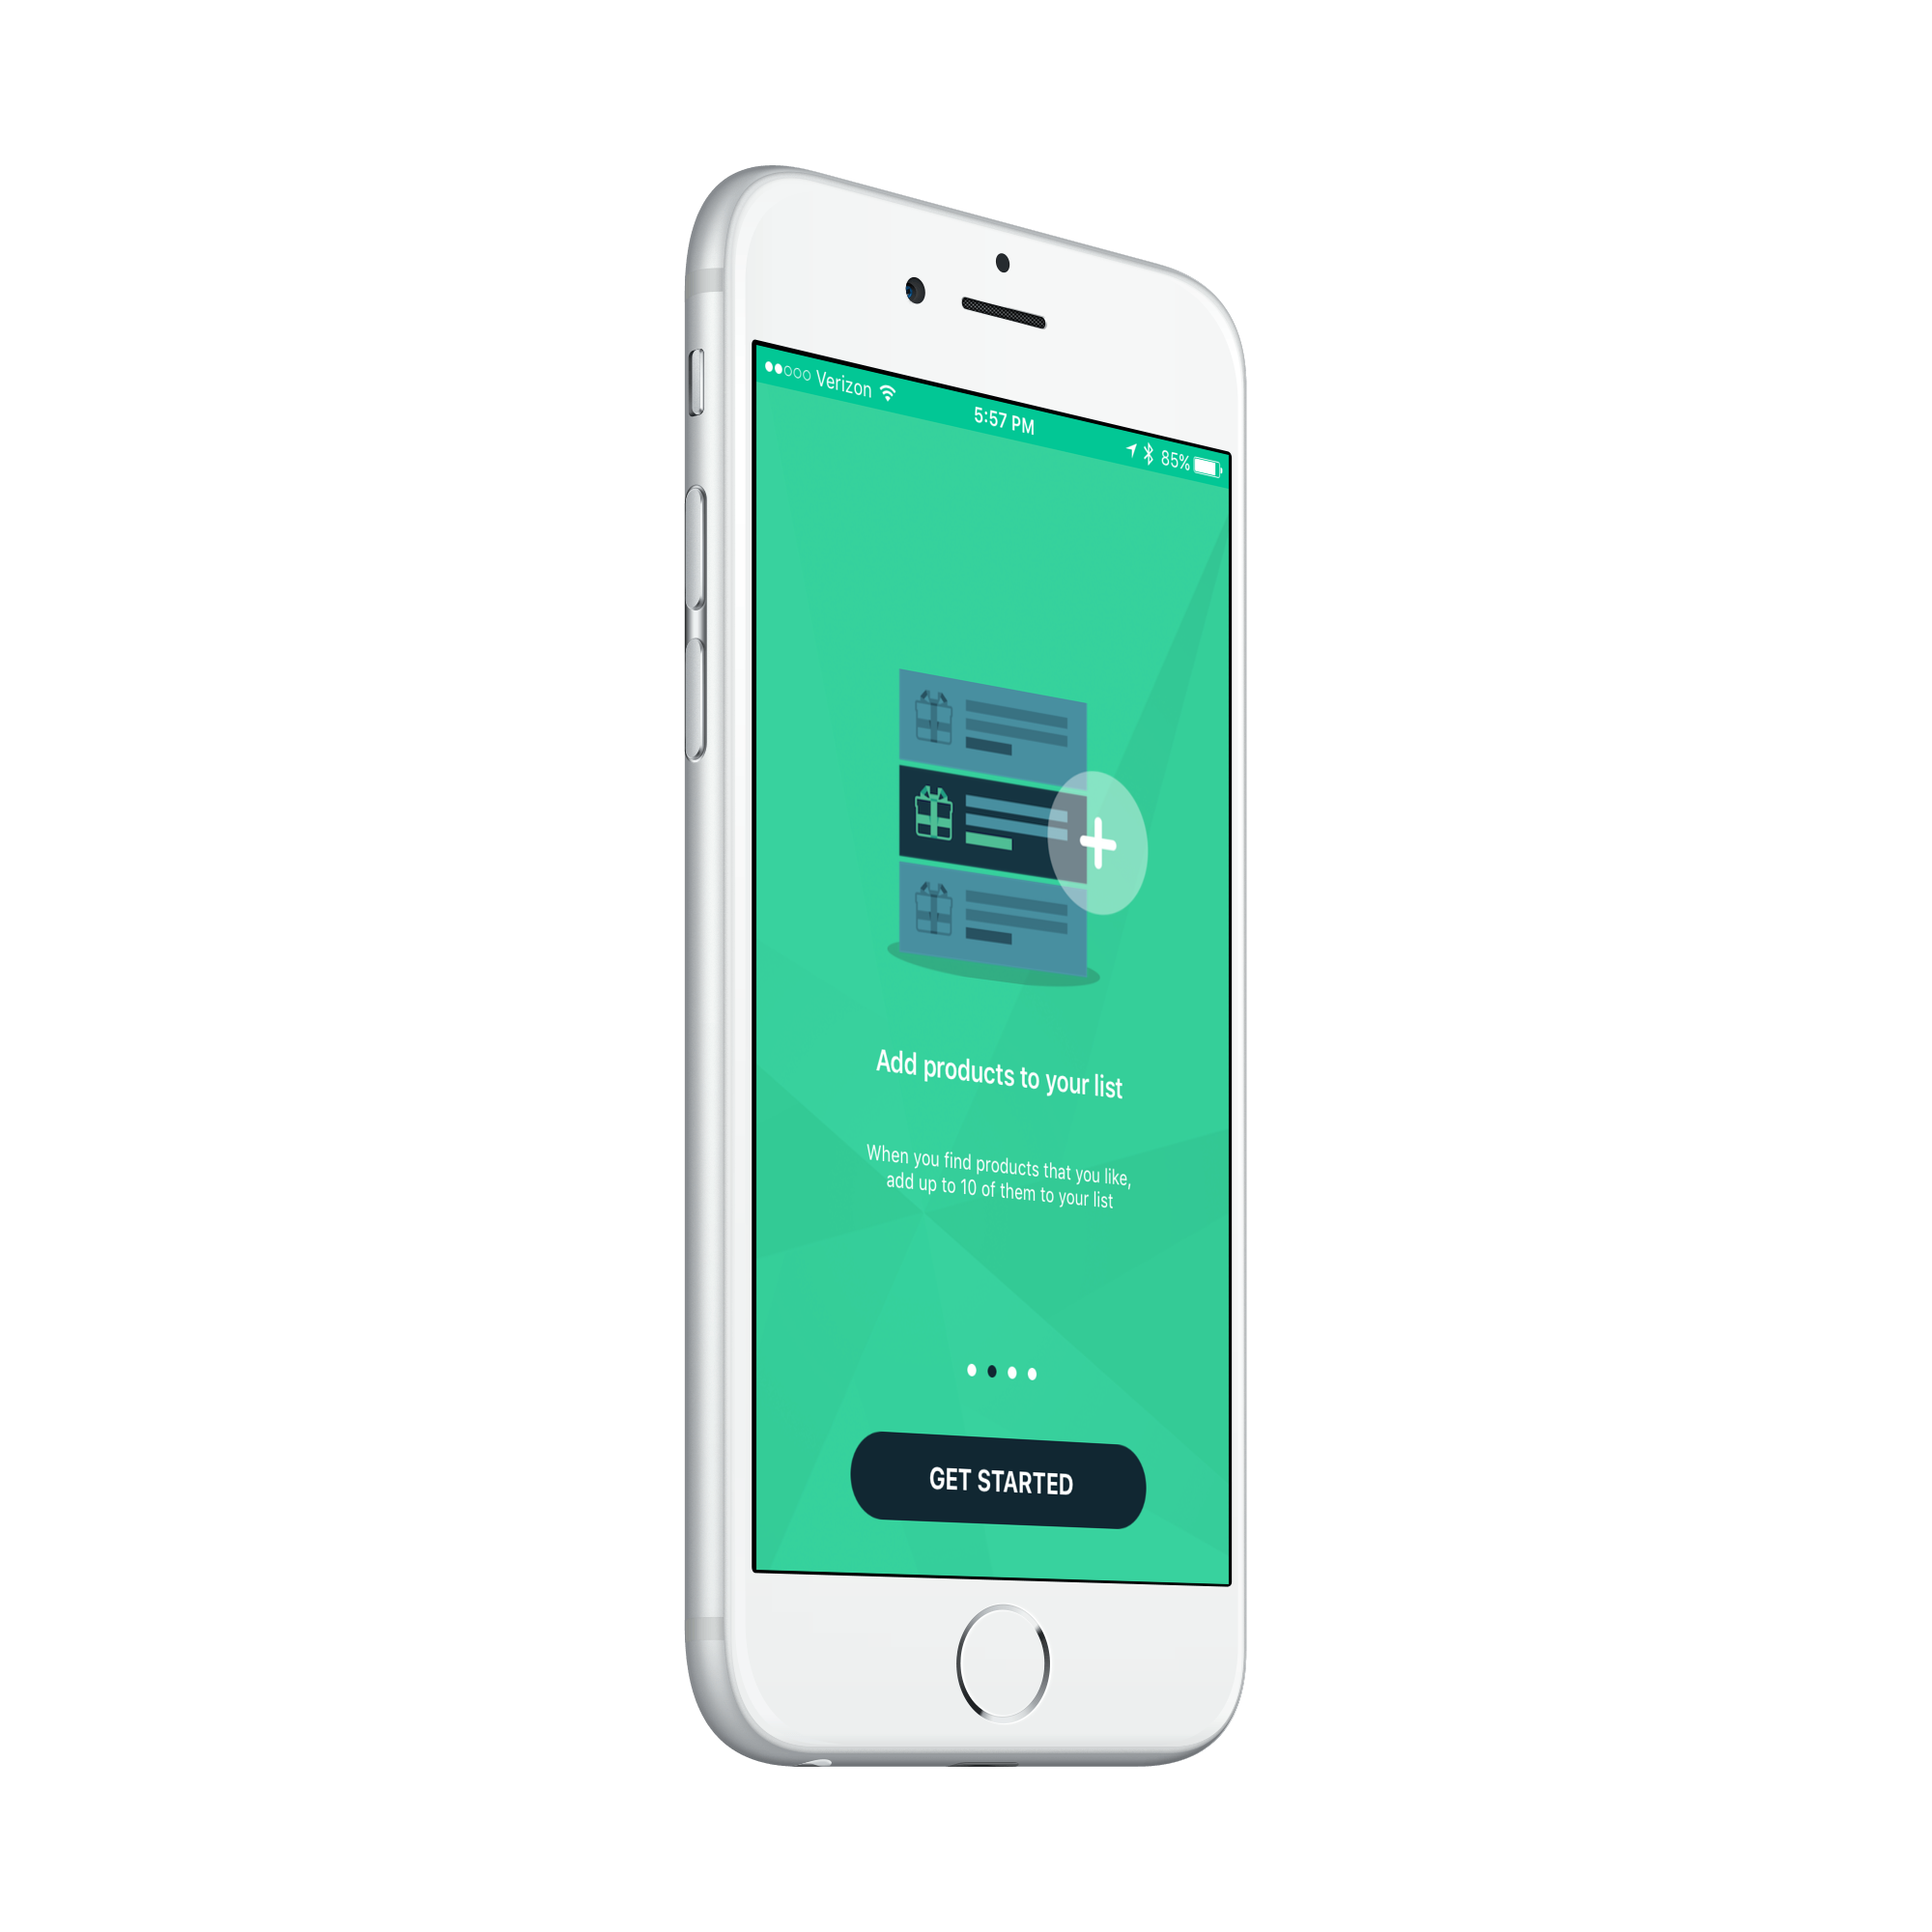 Verizon
5:57 PM
85%
Add products to your list
When you find products that you like,
add up to 10 of them to your list
GET STARTED